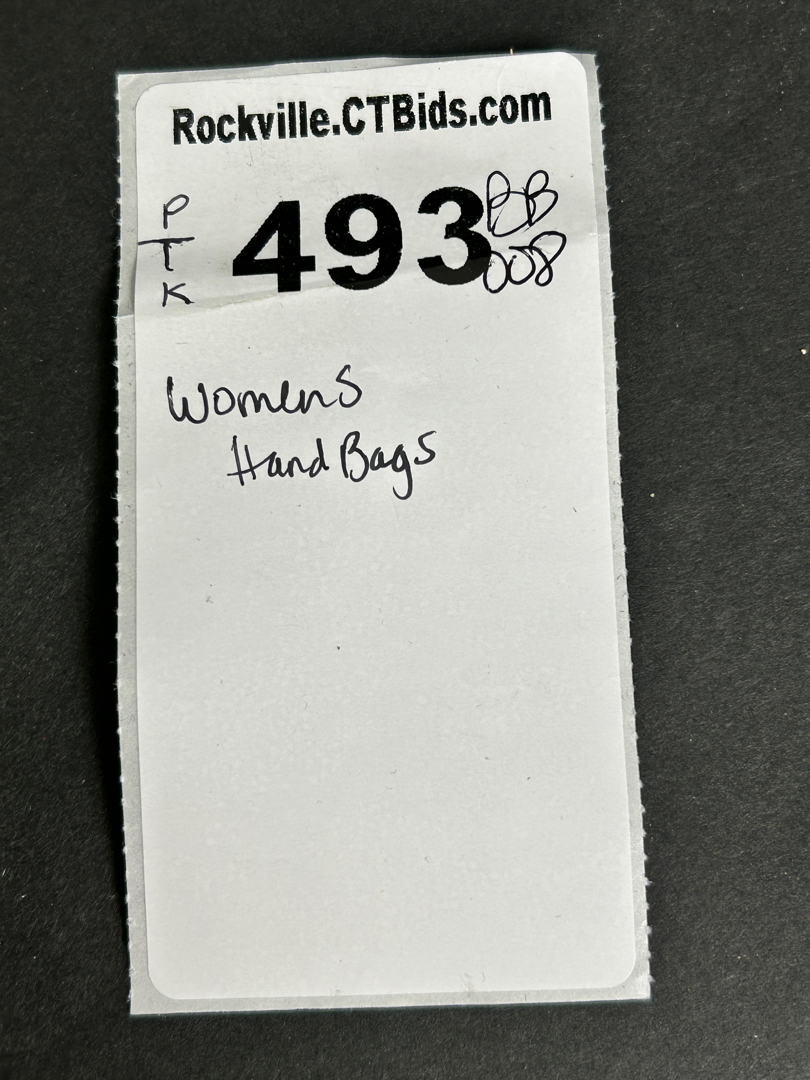 Rockville.CTBids.com
P
T
K
493
BB
008
Womens
Hand Bags